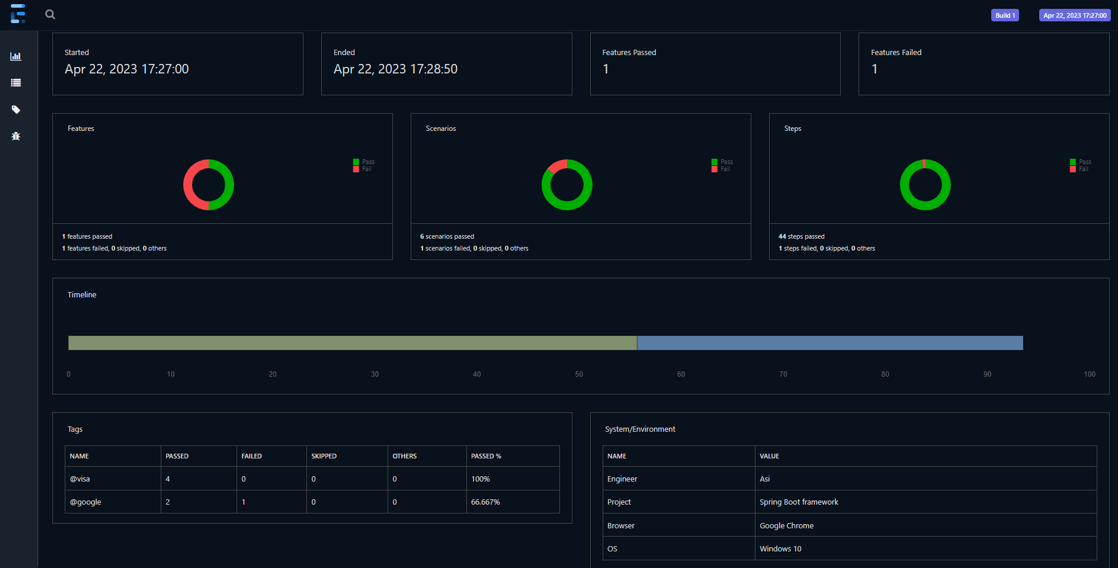 Build 1 Apr 22, 2023 17:27:00
Started Ended Features Passed Features Failed
Apr 22, 2023 17:27:00 Apr 22, 2023 17:28:50 1 1
Features
Pass
Fail
1 features passed
1 features failed, 0 skipped, 0 others
Scenarios
Pass
Fail
6 scenarios passed
1 scenarios failed, 0 skipped, 0 others
Steps
Pass
Fail
44 steps passed
1 steps failed, 0 skipped, 0 others
Timeline
0 10 20 30 40 50 60 70 80 90 100
Tags
NAME PASSED FAILED SKIPPED OTHERS PASSED %
@visa 4 0 0 0 100%
@google 2 1 0 0 66.667%
System/Environment
NAME VALUE
Engineer Asi
Project Spring Boot framework
Browser Google Chrome
OS Windows 10